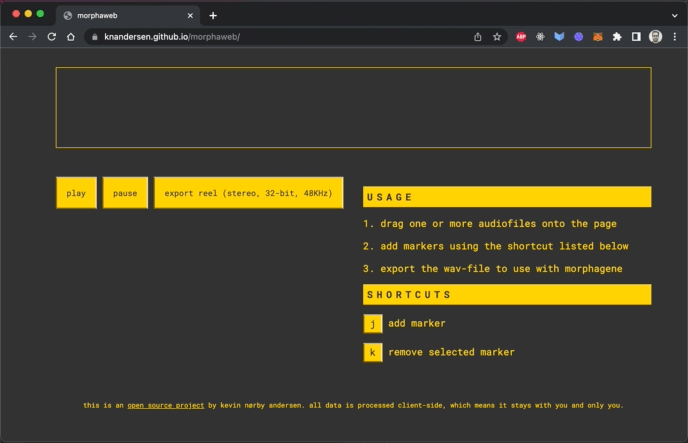 morphaweb
knandersen.github.io/morphaweb/
ABP
play
pause
export reel (stereo, 32-bit, 48KHz)
USAGE
1. drag one or more audiofiles onto the page
2. add markers using the shortcut listed below
3. export the wav-file to use with morphagene
SHORTCUTS
j add marker
k remove selected marker
this is an open source project by kevin nørby andersen. all data is processed client-side, which means it stays with you and only you.